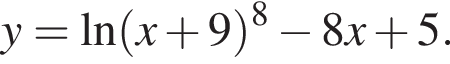 y = ln(x + 9)⁸ − 8x + 5.